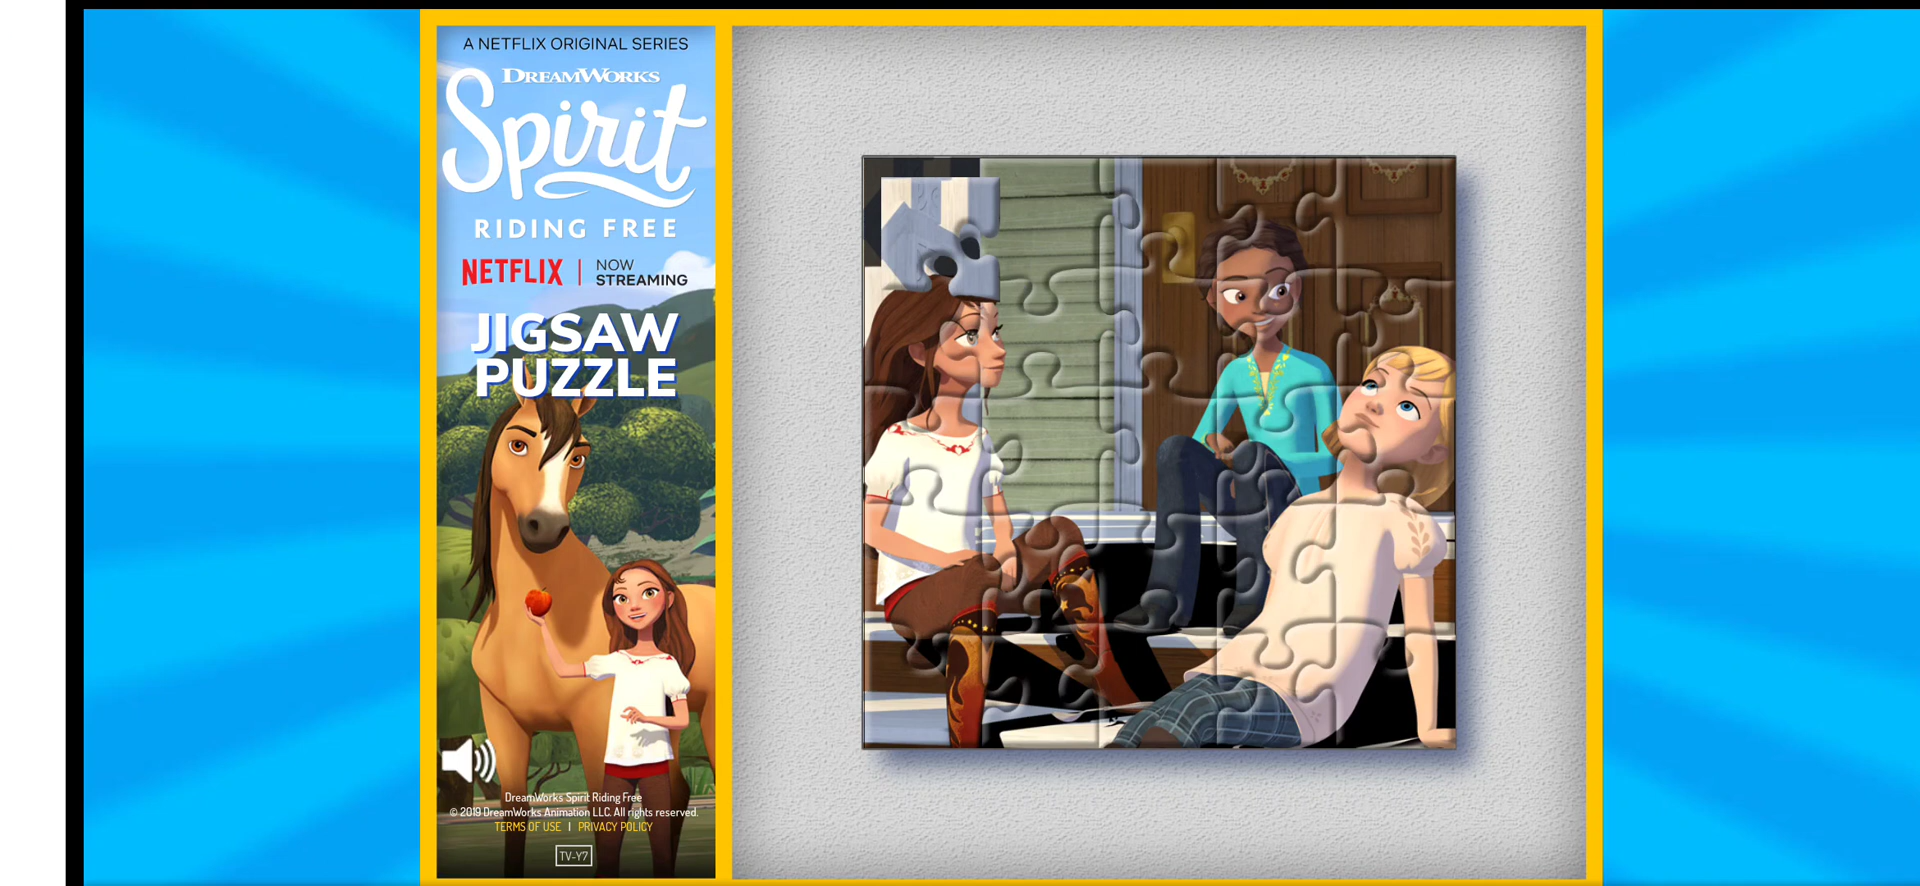 A NETFLIX ORIGINAL SERIES
DREAMWORKS
Spirit
RIDING FREE
NETFLIX | NOW STREAMING
JIGSAW
PUZZLE
DreamWorks Spirit Riding Free
© 2019 DreamWorks Animation LLC. All rights reserved.
TERMS OF USE | PRIVACY POLICY
TV-Y7